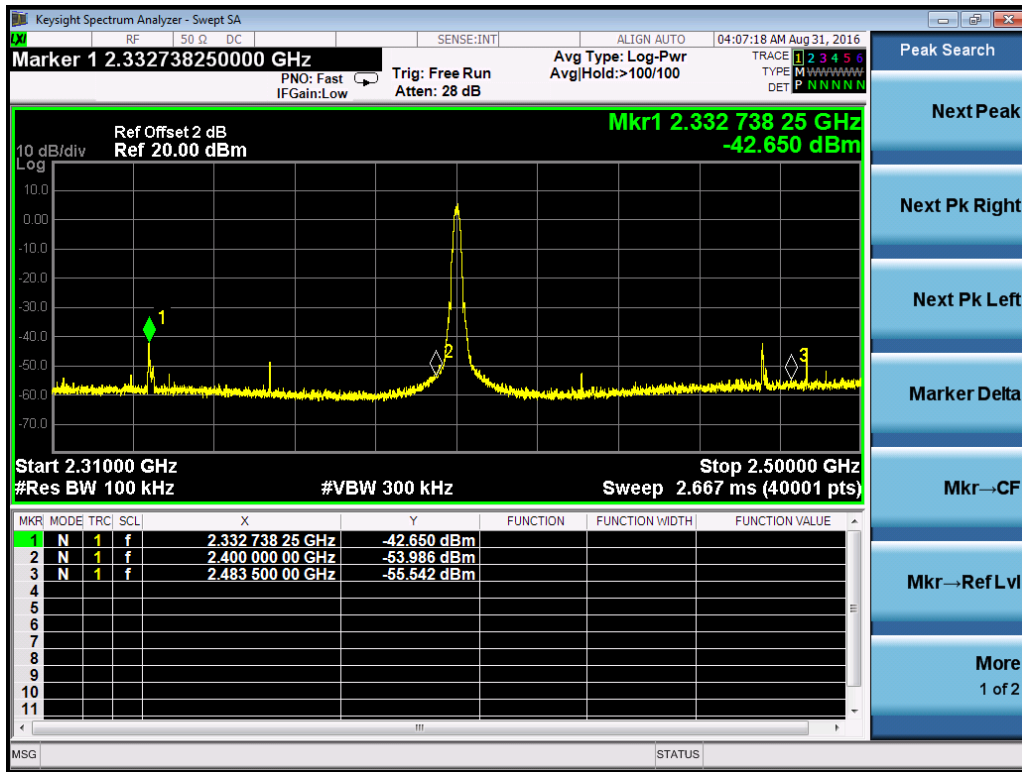 Keysight Spectrum Analyzer - Swept SA
LXI RF 50 Ω DC SENSE:INT ALIGN AUTO 04:07:18 AM Aug 31, 2016
Marker 1 2.332738250000 GHz
PNO: Fast
IFGain:Low
Trig: Free Run
Atten: 28 dB
Avg Type: Log-Pwr
Avg|Hold:>100/100
TRACE 1 2 3 4 5 6
TYPE M WWWWW
DET P N N N N N
Peak Search
Next Peak
Next Pk Right
Next Pk Left
Marker Delta
Mkr→CF
Mkr→Ref Lvl
More
1 of 2
Mkr1 2.332 738 25 GHz
-42.650 dBm
Ref Offset 2 dB
10 dB/div Ref 20.00 dBm
Log
10.0
0.00
-10.0
-20.0
-30.0
-40.0
-50.0
-60.0
-70.0
1
2
3
Start 2.31000 GHz Stop 2.50000 GHz
#Res BW 100 kHz #VBW 300 kHz Sweep 2.667 ms (40001 pts)
MKR MODE TRC SCL X Y FUNCTION FUNCTION WIDTH FUNCTION VALUE
1 N 1 f 2.332 738 25 GHz -42.650 dBm
2 N 1 f 2.400 000 00 GHz -53.986 dBm
3 N 1 f 2.483 500 00 GHz -55.542 dBm
4
5
6
7
8
9
10
11
MSG STATUS